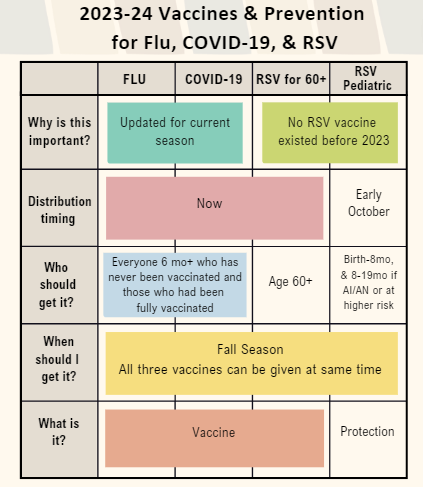 2023-24 Vaccines & Prevention
for Flu, COVID-19, & RSV
FLU
COVID-19
RSV for 60+
RSV
Pediatric
Why is this
important?
Updated for current
season
No RSV vaccine
existed before 2023
Distribution
timing
Now
Early
October
Who
should
get it?
Everyone 6 mo+ who has
never been vaccinated and
those who had been
fully vaccinated
Age 60+
Birth-8mo,
& 8-19mo if
AI/AN or at
higher risk
When
should I
get it?
Fall Season
All three vaccines can be given at same time
What is
it?
Vaccine
Protection